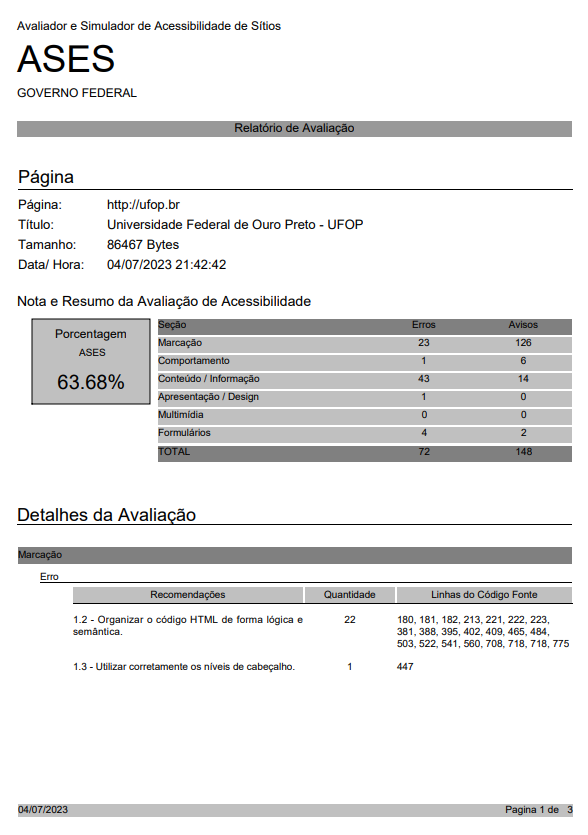 Avaliador e Simulador de Acessibilidade de Sítios
ASES
GOVERNO FEDERAL
Relatório de Avaliação
Página
Página: http://ufop.br
Título: Universidade Federal de Ouro Preto - UFOP
Tamanho: 86467 Bytes
Data/ Hora: 04/07/2023 21:42:42
Nota e Resumo da Avaliação de Acessibilidade
Porcentagem
ASES
63.68%
Seção Erros Avisos
Marcação 23 126
Comportamento 1 6
Conteúdo / Informação 43 14
Apresentação / Design 1 0
Multimídia 0 0
Formulários 4 2
TOTAL 72 148
Detalhes da Avaliação
Marcação
Erro
Recomendações Quantidade Linhas do Código Fonte
1.2 - Organizar o código HTML de forma lógica e 22 180, 181, 182, 213, 221, 222, 223,
semântica. 381, 388, 395, 402, 409, 465, 484,
503, 522, 541, 560, 708, 718, 718, 775
1.3 - Utilizar corretamente os níveis de cabeçalho. 1 447
04/07/2023 Pagina 1 de 3